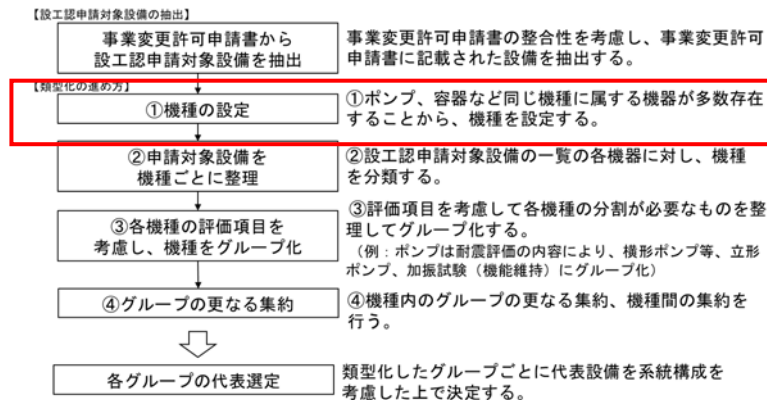 【設工認申請対象設備の抽出】
事業変更許可申請書から
設工認申請対象設備を抽出
事業変更許可申請書の整合性を考慮し、事業変更許可
申請書に記載された設備を抽出する。
【類型化の進め方】
①機種の設定
①ポンプ、容器など同じ機種に属する機器が多数存在
することから、機種を設定する。
②申請対象設備を
機種ごとに整理
②設工認申請対象設備の一覧の各機器に対し、機種
を分類する。
③各機種の評価項目を
考慮し、機種をグループ化
③評価項目を考慮して各機種の分割が必要なものを整
理してグループ化する。
（例：ポンプは耐震評価の内容により、横形ポンプ等、立形
ポンプ、加振試験（機能維持）にグループ化）
④グループの更なる集約
④機種内のグループの更なる集約、機種間の集約を
行う。
各グループの代表選定
類型化したグループごとに代表設備を系統構成を
考慮した上で決定する。